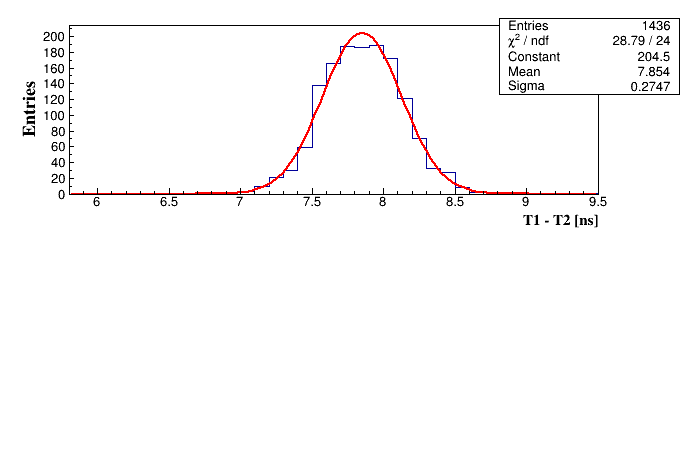 Entries 1436
χ² / ndf 28.79 / 24
Constant 204.5
Mean 7.854
Sigma 0.2747
Entries
200
180
160
140
120
100
80
60
40
20
0
6 6.5 7 7.5 8 8.5 9 9.5
T1 - T2 [ns]